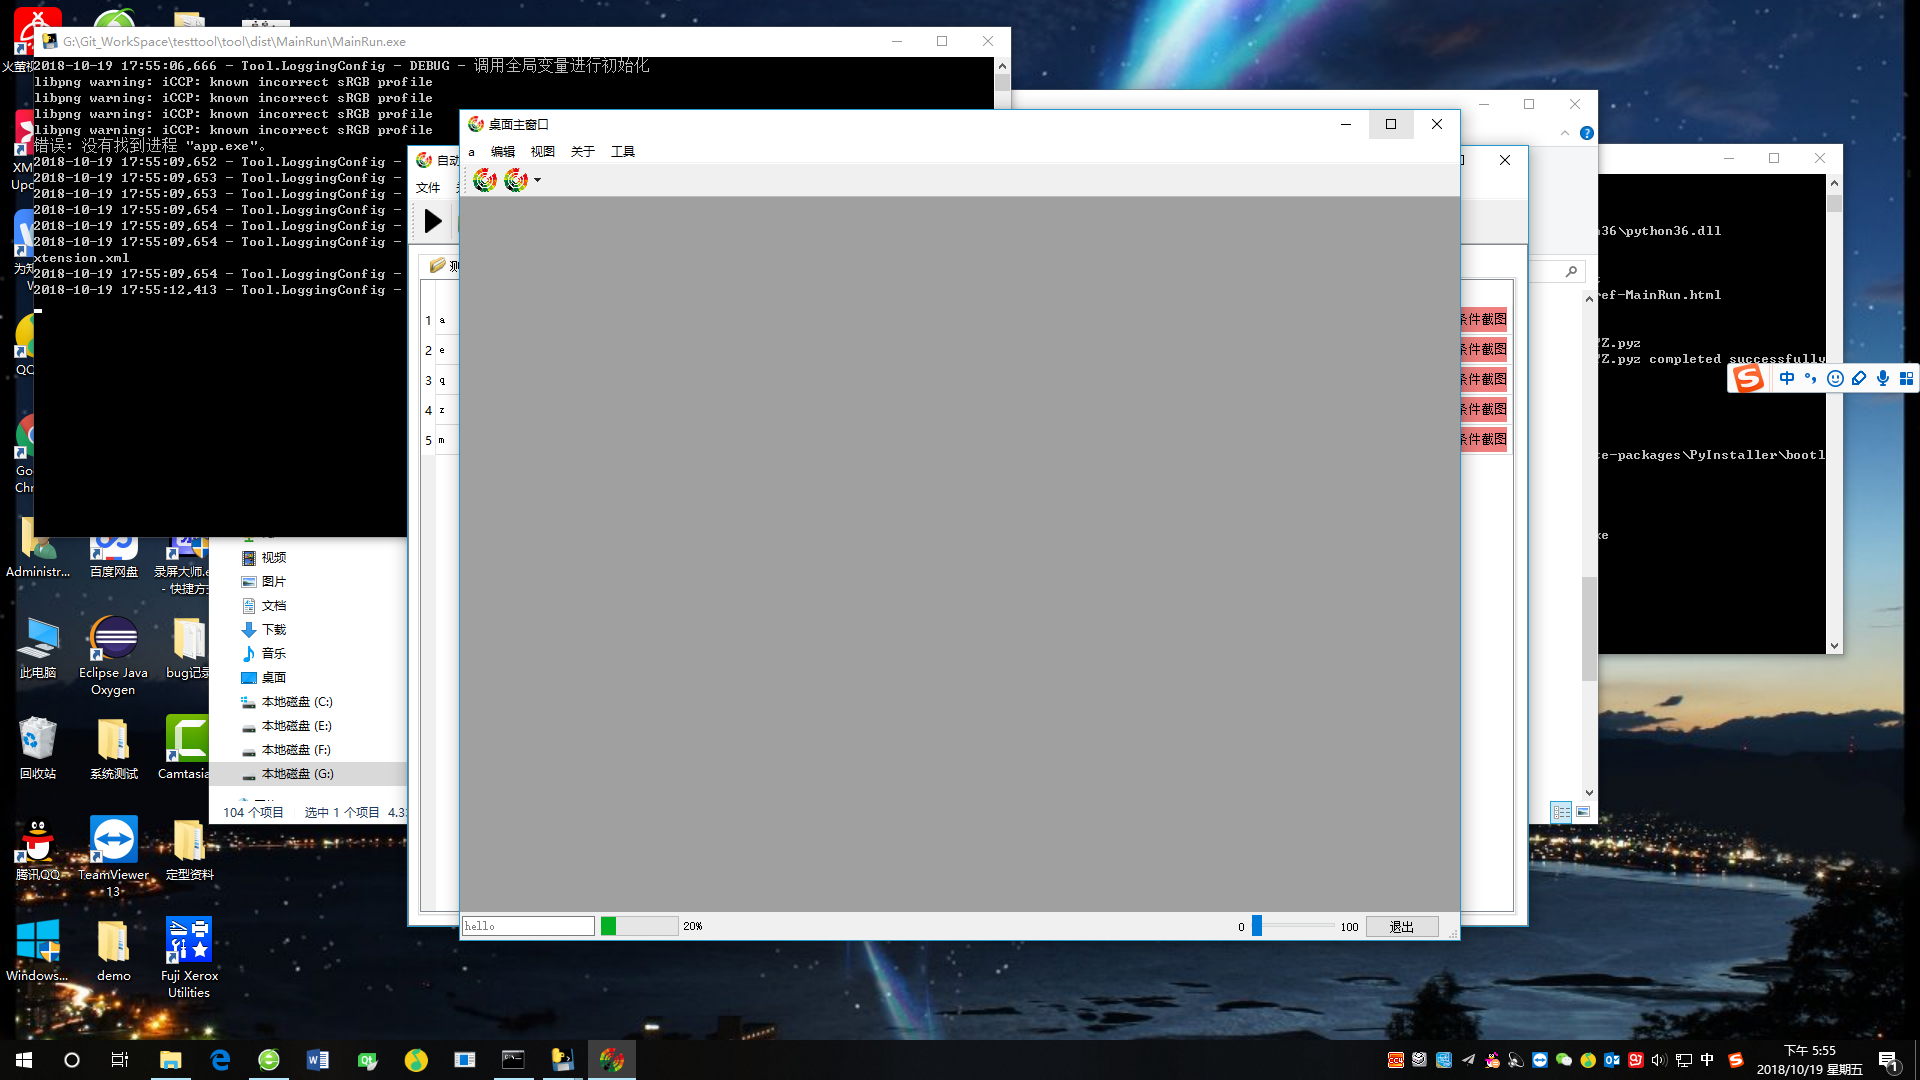 G:\Git_WorkSpace\testtool\tool\dist\MainRun\MainRun.exe
2018-10-19 17:55:06,666 - Tool.LoggingConfig - DEBUG - 调用全局变量进行初始化
libpng warning: iCCP: known incorrect sRGB profile
libpng warning: iCCP: known incorrect sRGB profile
libpng warning: iCCP: known incorrect sRGB profile
libpng warning: iCCP: known incorrect sRGB profile
错误: 没有找到进程 "app.exe"。
2018-10-19 17:55:09,652 - Tool.LoggingConfig -
2018-10-19 17:55:09,653 - Tool.LoggingConfig -
2018-10-19 17:55:09,653 - Tool.LoggingConfig -
2018-10-19 17:55:09,654 - Tool.LoggingConfig -
2018-10-19 17:55:09,654 - Tool.LoggingConfig -
2018-10-19 17:55:09,654 - Tool.LoggingConfig -
xtension.xml
2018-10-19 17:55:09,654 - Tool.LoggingConfig -
2018-10-19 17:55:12,413 - Tool.LoggingConfig -
桌面主窗口
a 编辑 视图 关于 工具
hello 20% 0 100 退出
自动
文件
1 a 条件截图
2 e 条件截图
3 q 条件截图
4 z 条件截图
5 m 条件截图
36\python36.dll
ref-MainRun.html
Z.pyz
Z.pyz completed successfully
te-packages\PyInstaller\bootl
xe
中
视频
图片
文档
下载
音乐
桌面
本地磁盘 (C:)
本地磁盘 (E:)
本地磁盘 (F:)
本地磁盘 (G:)
104 个项目 选中 1 个项目 4.3
火萤
XM
Upd
为知
W
QQ
Go
Chr
Administr...
百度网盘
录屏大师.e
- 快捷方
此电脑
Eclipse Java
Oxygen
bug记录
回收站
系统测试
Camtasia
腾讯QQ
TeamViewer
13
定型资料
Windows...
demo
Fuji Xerox
Utilities
中
下午 5:55
2018/10/19 星期五
1